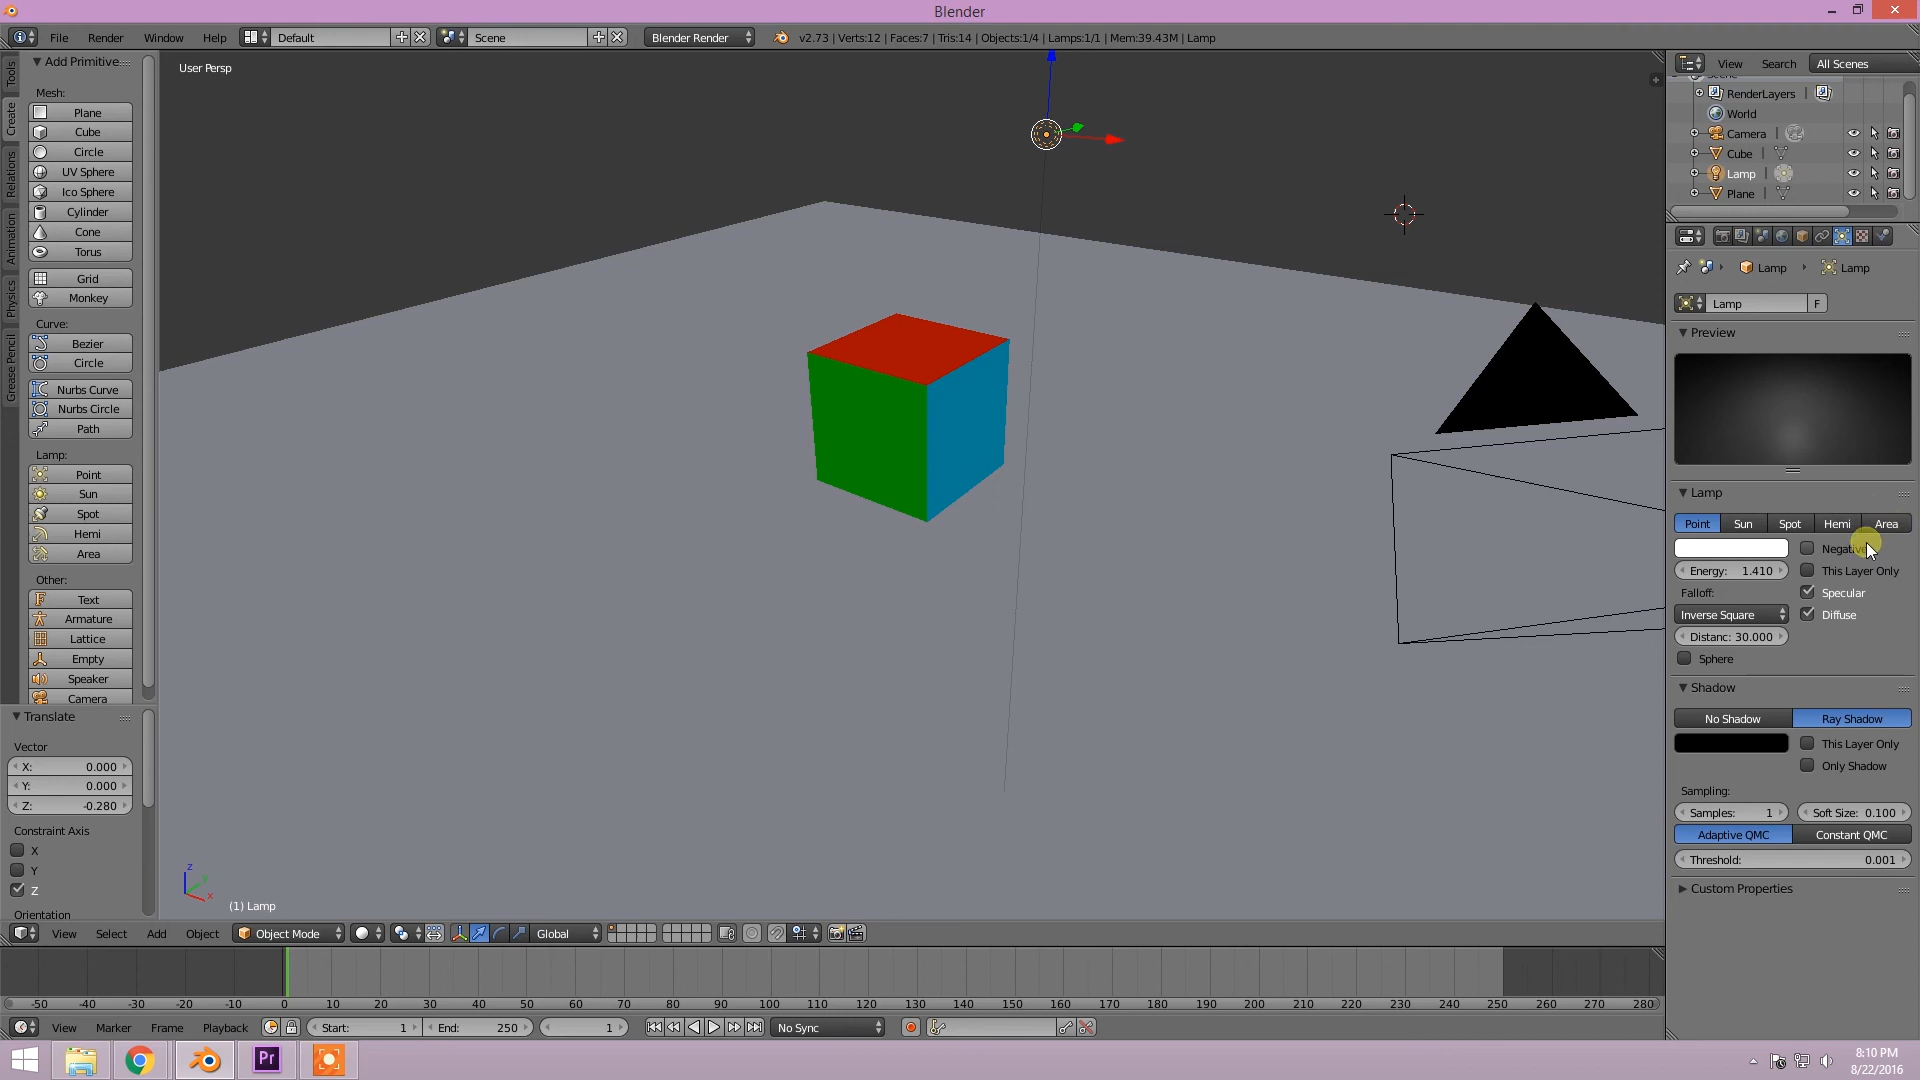 Blender
File Render Window Help Default Scene Blender Render v2.73 | Verts:12 | Faces:7 | Tris:14 | Objects:1/4 | Lamps:1/1 | Mem:39.43M | Lamp
Tools
Create
Relations
Animation
Physics
Grease Pencil
Add Primitive
Mesh:
Plane
Cube
Circle
UV Sphere
Ico Sphere
Cylinder
Cone
Torus
Grid
Monkey
Curve:
Bezier
Circle
Nurbs Curve
Nurbs Circle
Path
Lamp:
Point
Sun
Spot
Hemi
Area
Other:
Text
Armature
Lattice
Empty
Speaker
Camera
Translate
Vector
X: 0.000
Y: 0.000
Z: -0.280
Constraint Axis
X
Y
Z
Orientation
User Persp
z
y
x
(1) Lamp
View Search All Scenes
RenderLayers
World
Camera
Cube
Lamp
Plane
Lamp Lamp
Lamp F
Preview
Lamp
Point Sun Spot Hemi Area
Negative
Energy: 1.410 This Layer Only
Falloff: Specular
Inverse Square Diffuse
Distanc: 30.000
Sphere
Shadow
No Shadow Ray Shadow
This Layer Only
Only Shadow
Sampling:
Samples: 1 Soft Size: 0.100
Adaptive QMC Constant QMC
Threshold: 0.001
Custom Properties
View Select Add Object Object Mode Global
-50 -40 -30 -20 -10 0 10 20 30 40 50 60 70 80 90 100 110 120 130 140 150 160 170 180 190 200 210 220 230 240 250 260 270 280
View Marker Frame Playback Start: 1 End: 250 1 No Sync
Pr
8:10 PM
8/22/2016